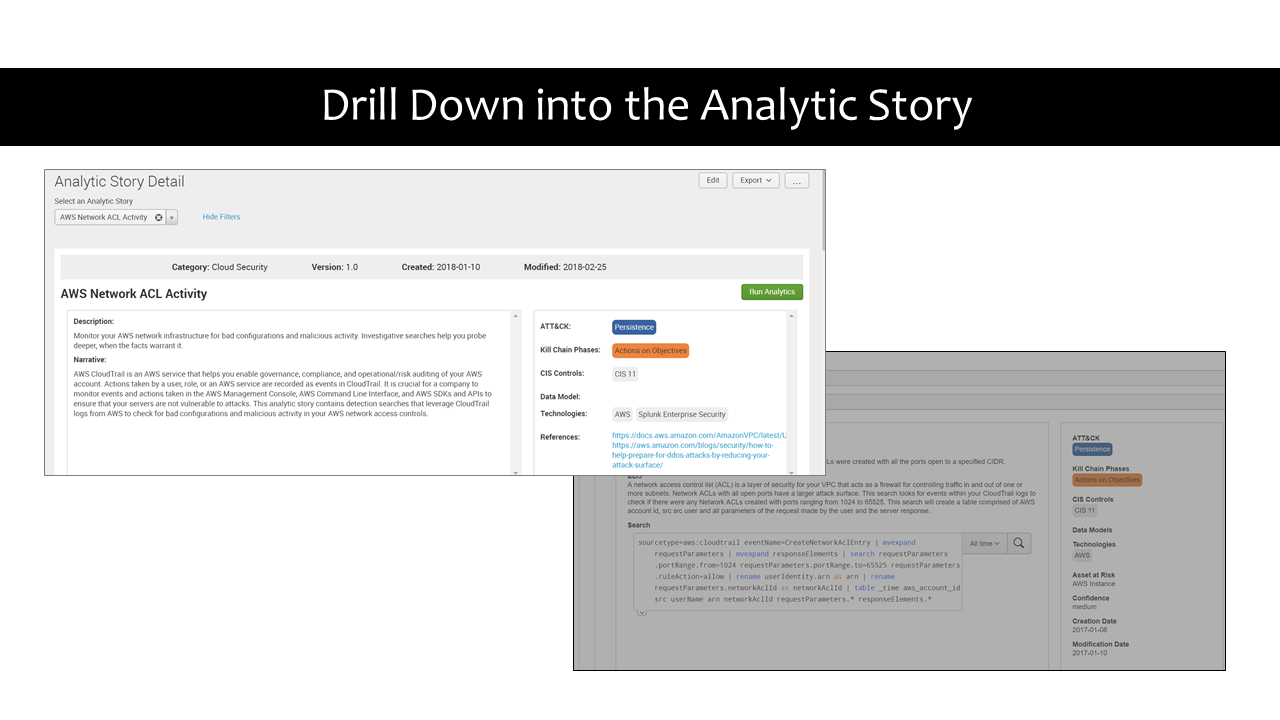 Drill Down into the Analytic Story
Analytic Story Detail
Edit
Export
...
Select an Analytic Story
AWS Network ACL Activity
Hide Filters
Category: Cloud Security
Version: 1.0
Created: 2018-01-10
Modified: 2018-02-25
AWS Network ACL Activity
Run Analytics
Description:
Monitor your AWS network infrastructure for bad configurations and malicious activity. Investigative searches help you probe
deeper, when the facts warrant it.
Narrative:
AWS CloudTrail is an AWS service that helps you enable governance, compliance, and operational/risk auditing of your AWS
account. Actions taken by a user, role, or an AWS service are recorded as events in CloudTrail. It is crucial for a company to
monitor events and actions taken in the AWS Management Console, AWS Command Line Interface, and AWS SDKs and APIs to
ensure that your servers are not vulnerable to attacks. This analytic story contains detection searches that leverage CloudTrail
logs from AWS to check for bad configurations and malicious activity in your AWS network access controls.
ATT&CK:
Persistence
Kill Chain Phases:
Actions on Objectives
CIS Controls:
CIS 11
Data Model:
Technologies:
AWS
Splunk Enterprise Security
References:
https://docs.aws.amazon.com/AmazonVPC/latest/
https://aws.amazon.com/blogs/security/how-to-
help-prepare-for-ddos-attacks-by-reducing-your-
attack-surface/
were created with all the ports open to a specified CIDR.
A network access control list (ACL) is a layer of security for your VPC that acts as a firewall for controlling traffic in and out of one or
more subnets. Network ACLs with all open ports have a larger attack surface. This search looks for events within your CloudTrail logs to
check if there were any Network ACLs created with ports ranging from 1024 to 65525. This search will create a table comprised of AWS
account id, src src user and all parameters of the request made by the user and the server response.
Search
sourcetype=aws:cloudtrail eventName=CreateNetworkAclEntry | mvexpand
requestParameters | mvexpand responseElements | search requestParameters
.portRange.from=1024 requestParameters.portRange.to=65525 requestParameters
.ruleAction=allow | rename userIdentity.arn as arn | rename
requestParameters.networkAclId as networkAclId | table _time aws_account_id
src userName arn networkAclId requestParameters.* responseElements.*
All time
ATT&CK
Persistence
Kill Chain Phases
Actions on Objectives
CIS Controls
CIS 11
Data Models
Technologies
AWS
Asset at Risk
AWS Instance
Confidence
medium
Creation Date
2017-01-08
Modification Date
2017-01-10